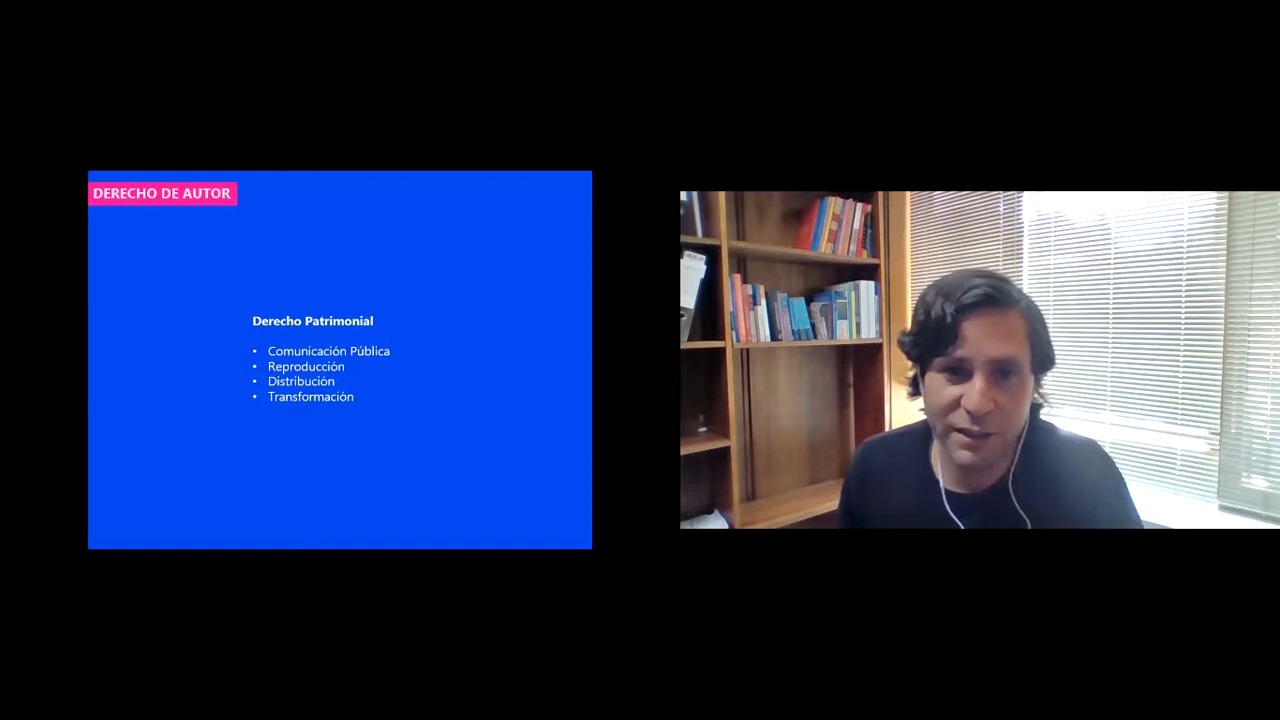 DERECHO DE AUTOR
Derecho Patrimonial
• Comunicación Pública
• Reproducción
• Distribución
• Transformación